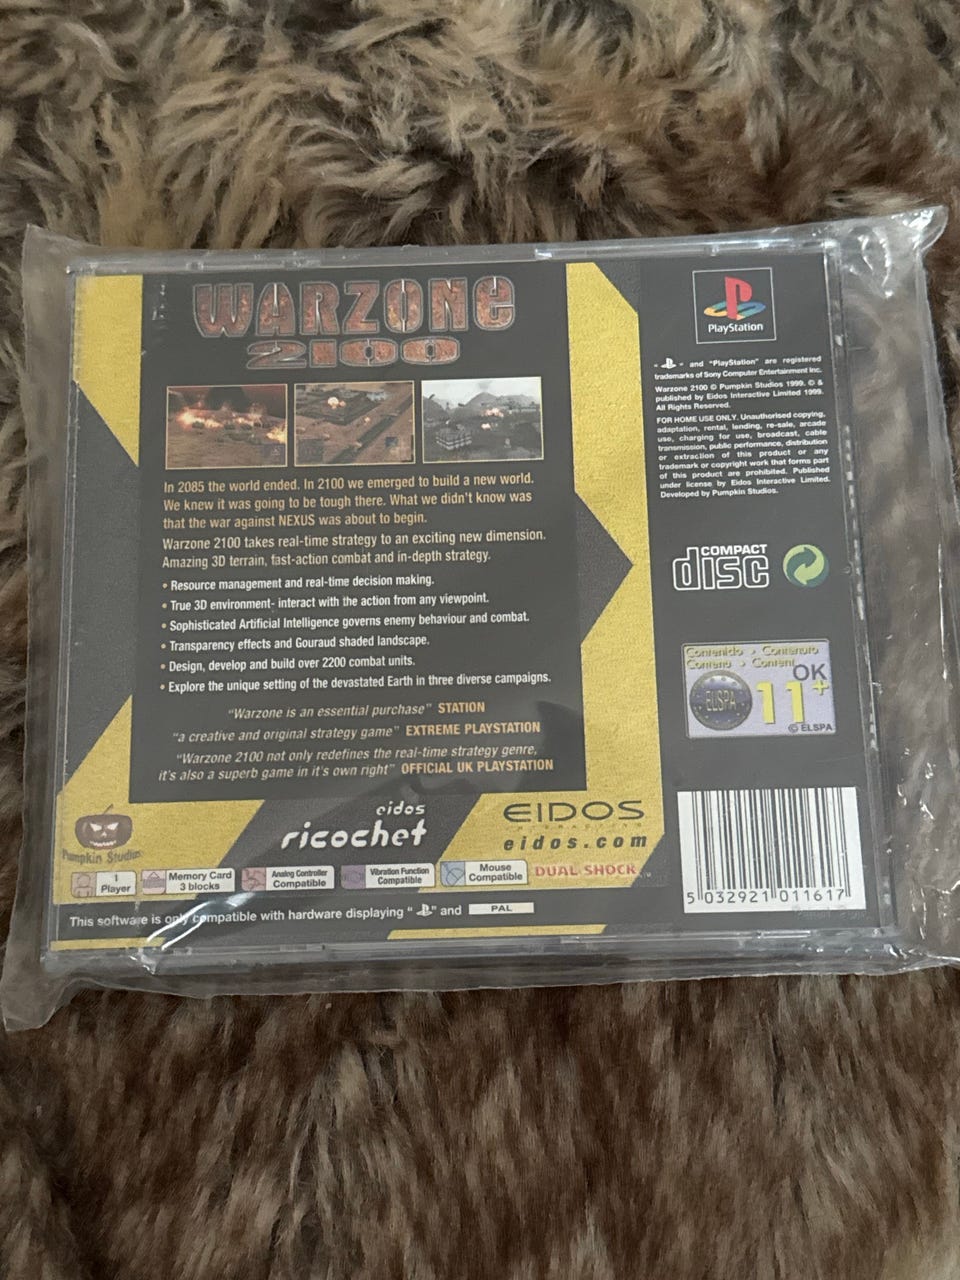 WARZONE
2100
In 2085 the world ended. In 2100 we emerged to build a new world.
We knew it was going to be tough there. What we didn't know was
that the war against NEXUS was about to begin.
Warzone 2100 takes real-time strategy to an exciting new dimension.
Amazing 3D terrain, fast-action combat and in-depth strategy.
• Resource management and real-time decision making.
• True 3D environment- interact with the action from any viewpoint.
• Sophisticated Artificial Intelligence governs enemy behaviour and combat.
• Transparency effects and Gouraud shaded landscape.
• Design, develop and build over 2200 combat units.
• Explore the unique setting of the devastated Earth in three diverse campaigns.
"Warzone is an essential purchase" STATION
"a creative and original strategy game" EXTREME PLAYSTATION
"Warzone 2100 not only redefines the real-time strategy genre,
it's also a superb game in it's own right" OFFICIAL UK PLAYSTATION
Pumpkin Studios
eidos
ricochet
EIDOS
INTERACTIVE
eidos.com
1
Player
Memory Card
3 blocks
Analog Controller
Compatible
Vibration Function
Compatible
Mouse
Compatible
DUAL SHOCK
This software is only compatible with hardware displaying " " and PAL
PlayStation
" " and "PlayStation" are registered
trademarks of Sony Computer Entertainment Inc.
Warzone 2100 © Pumpkin Studios 1999. © &
published by Eidos Interactive Limited 1999.
All Rights Reserved.
FOR HOME USE ONLY. Unauthorised copying,
adaptation, rental, lending, re-sale, arcade
use, charging for use, broadcast, cable
transmission, public performance, distribution
or extraction of this product or any
trademark or copyright work that forms part
of this product are prohibited. Published
under license by Eidos Interactive Limited.
Developed by Pumpkin Studios.
COMPACT
disc
Contenido - Contenuto
Contenu - Content
OK
ELSPA
11+
© ELSPA
5 032921 011617